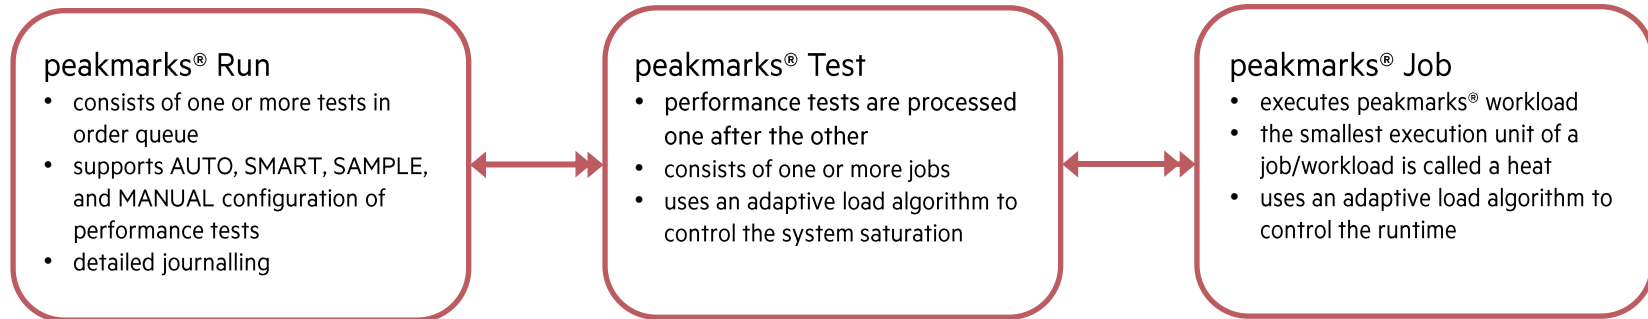 peakmarks® Run
• consists of one or more tests in
order queue
• supports AUTO, SMART, SAMPLE,
and MANUAL configuration of
performance tests
• detailed journalling
peakmarks® Test
• performance tests are processed
one after the other
• consists of one or more jobs
• uses an adaptive load algorithm to
control the system saturation
peakmarks® Job
• executes peakmarks® workload
• the smallest execution unit of a
job/workload is called a heat
• uses an adaptive load algorithm to
control the runtime